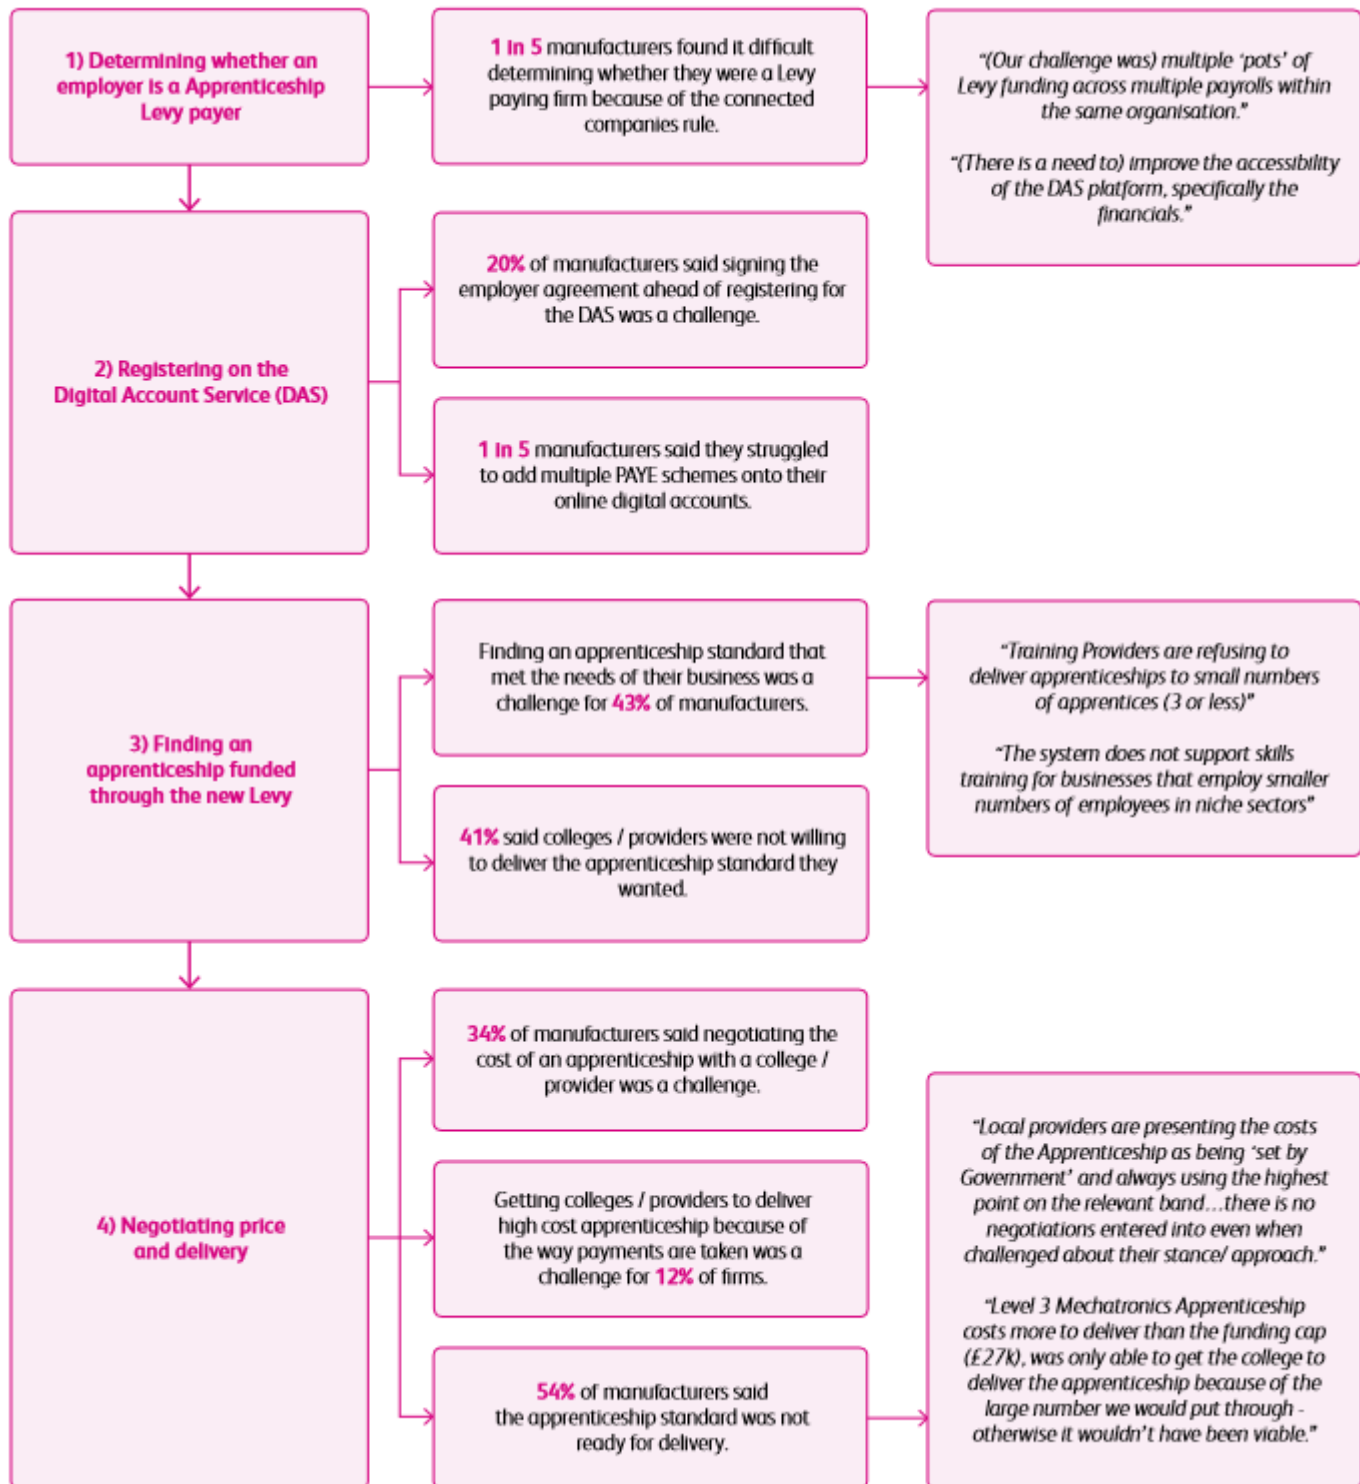 1) Determining whether an
employer is a Apprenticeship
Levy payer
1 in 5 manufacturers found it difficult
determining whether they were a Levy
paying firm because of the connected
companies rule.
“(Our challenge was) multiple ‘pots’ of
Levy funding across multiple payrolls within
the same organisation.”
“(There is a need to) improve the accessibility
of the DAS platform, specifically the
financials.”
2) Registering on the
Digital Account Service (DAS)
20% of manufacturers said signing the
employer agreement ahead of registering for
the DAS was a challenge.
1 in 5 manufacturers said they struggled
to add multiple PAYE schemes onto their
online digital accounts.
3) Finding an
apprenticeship funded
through the new Levy
Finding an apprenticeship standard that
met the needs of their business was a
challenge for 43% of manufacturers.
41% said colleges / providers were not willing
to deliver the apprenticeship standard they
wanted.
“Training Providers are refusing to
deliver apprenticeships to small numbers
of apprentices (3 or less)”
“The system does not support skills
training for businesses that employ smaller
numbers of employees in niche sectors”
4) Negotiating price
and delivery
34% of manufacturers said negotiating the
cost of an apprenticeship with a college /
provider was a challenge.
Getting colleges / providers to deliver
high cost apprenticeship because of
the way payments are taken was a
challenge for 12% of firms.
54% of manufacturers said
the apprenticeship standard was not
ready for delivery.
“Local providers are presenting the costs
of the Apprenticeship as being ‘set by
Government’ and always using the highest
point on the relevant band…there is no
negotiations entered into even when
challenged about their stance/ approach.”
“Level 3 Mechatronics Apprenticeship
costs more to deliver than the funding cap
(£27k), was only able to get the college to
deliver the apprenticeship because of the
large number we would put through -
otherwise it wouldn’t have been viable.”